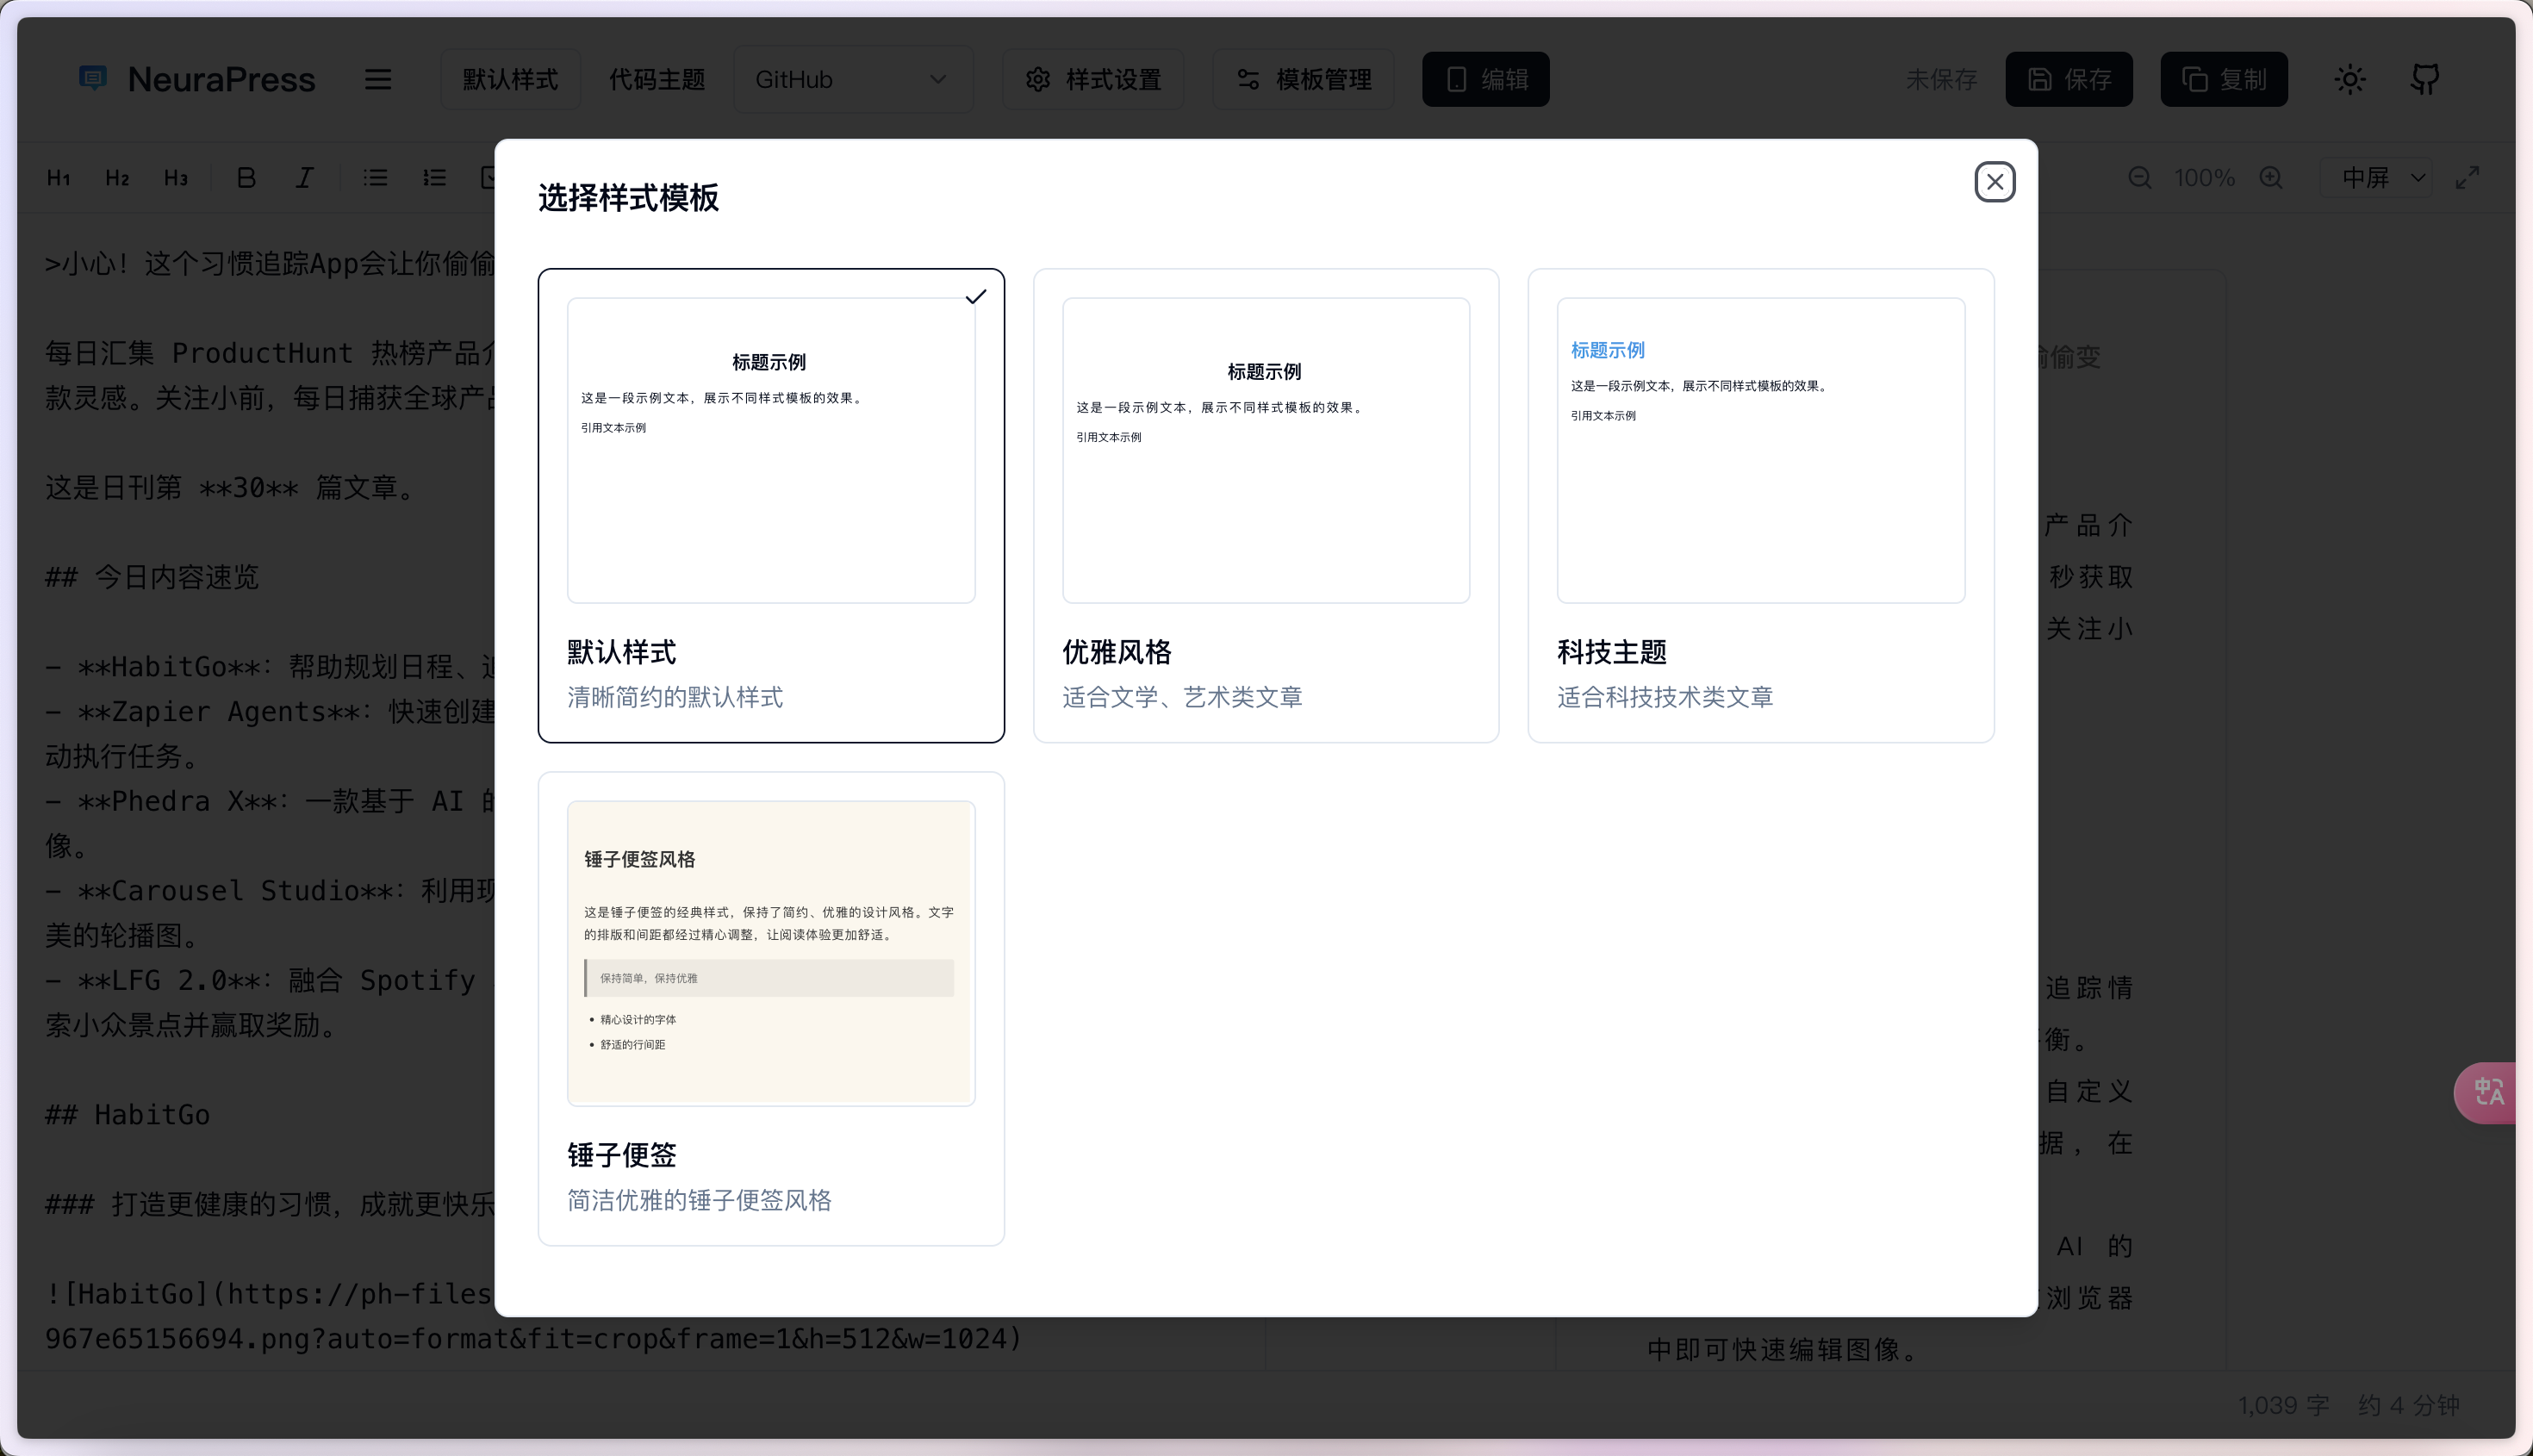 NeuraPress
默认样式
代码主题
GitHub
样式设置
模板管理
编辑
未保存
保存
复制
H1 H2 H3 B I
100%
中屏
选择样式模板
标题示例
这是一段示例文本，展示不同样式模板的效果。
引用文本示例
默认样式
清晰简约的默认样式
标题示例
这是一段示例文本，展示不同样式模板的效果。
引用文本示例
优雅风格
适合文学、艺术类文章
标题示例
这是一段示例文本，展示不同样式模板的效果。
引用文本示例
科技主题
适合科技技术类文章
锤子便签风格
这是锤子便签的经典样式，保持了简约、优雅的设计风格。文字
的排版和间距都经过精心调整，让阅读体验更加舒适。
保持简单，保持优雅
• 精心设计的字体
• 舒适的行间距
锤子便签
简洁优雅的锤子便签风格
>小心！这个习惯追踪App会让你偷偷
每日汇集 ProductHunt 热榜产品介
款灵感。关注小前，每日捕获全球产品
这是日刊第 **30** 篇文章。
## 今日内容速览
- **HabitGo**：帮助规划日程、追
- **Zapier Agents**：快速创建
动执行任务。
- **Phedra X**：一款基于 AI 的
像。
- **Carousel Studio**：利用现
美的轮播图。
- **LFG 2.0**：融合 Spotify
索小众景点并赢取奖励。
## HabitGo
### 打造更健康的习惯，成就更快乐
![HabitGo](https://ph-files
967e65156694.png?auto=format&fit=crop&frame=1&h=512&w=1024)
偷变
产品介
秒获取
关注小
追踪情
衡。
自定义
据，在
AI 的
浏览器
中即可快速编辑图像。
中A
1,039 字
约 4 分钟